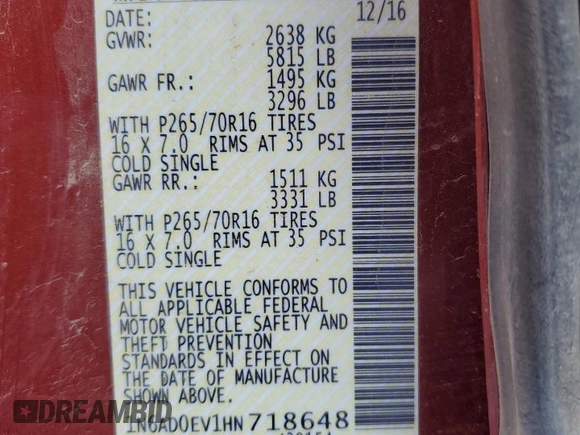 DATE: 12/16
GVWR: 2638 KG
5815 LB
GAWR FR.: 1495 KG
3296 LB
WITH P265/70R16 TIRES
16 X 7.0 RIMS AT 35 PSI
COLD SINGLE
GAWR RR.: 1511 KG
3331 LB
WITH P265/70R16 TIRES
16 X 7.0 RIMS AT 35 PSI
COLD SINGLE
THIS VEHICLE CONFORMS TO
ALL APPLICABLE FEDERAL
MOTOR VEHICLE SAFETY AND
THEFT PREVENTION
STANDARDS IN EFFECT ON
THE DATE OF MANUFACTURE
SHOWN ABOVE.
1N6AD0EV1HN718648
DREAMBID